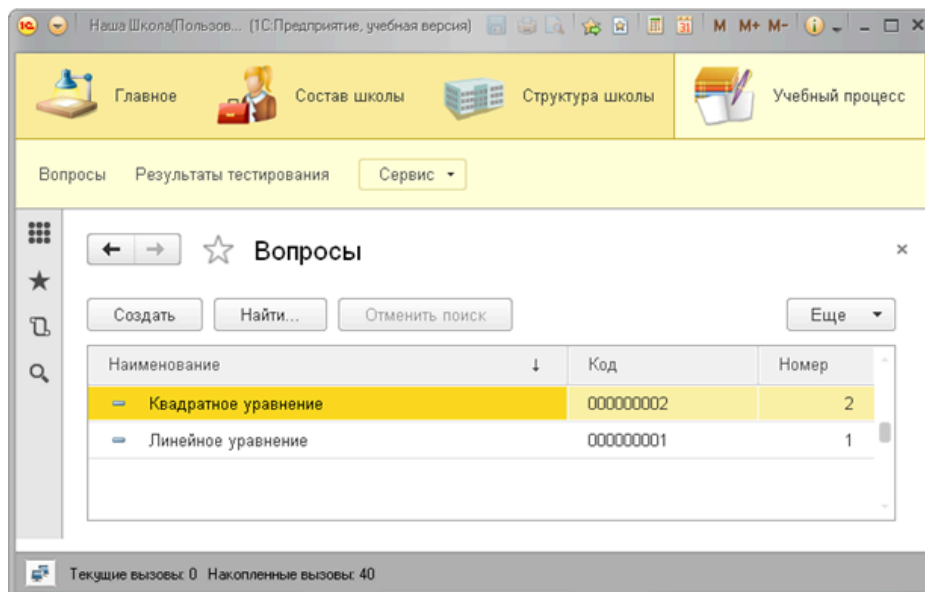 1С Наша Школа(Пользов... (1С:Предприятие, учебная версия) 31 M M+ M- i
Главное Состав школы Структура школы Учебный процесс
Вопросы Результаты тестирования Сервис
Вопросы
Создать Найти... Отменить поиск Еще
Наименование ↓ Код Номер
Квадратное уравнение 000000002 2
Линейное уравнение 000000001 1
Текущие вызовы: 0 Накопленные вызовы: 40